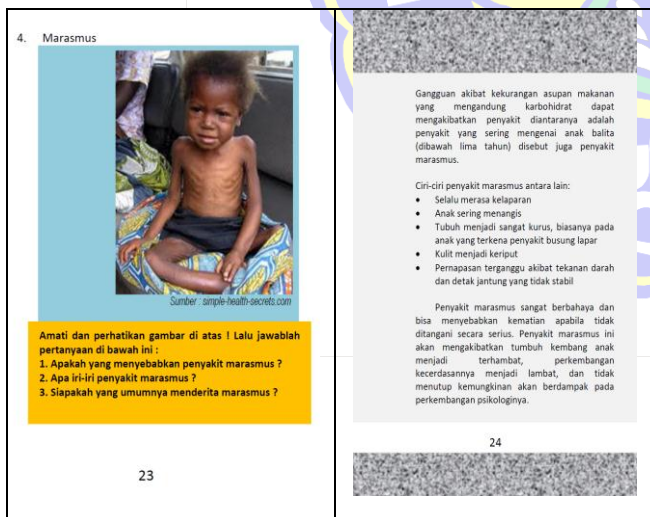 4. Marasmus
Sumber : simple-health-secrets.com
Amati dan perhatikan gambar di atas ! Lalu jawablah
pertanyaan di bawah ini :
1. Apakah yang menyebabkan penyakit marasmus ?
2. Apa iri-iri penyakit marasmus ?
3. Siapakah yang umumnya menderita marasmus ?
23
Gangguan akibat kekurangan asupan makanan
yang mengandung karbohidrat dapat
mengakibatkan penyakit diantaranya adalah
penyakit yang sering mengenai anak balita
(dibawah lima tahun) disebut juga penyakit
marasmus.
Ciri-ciri penyakit marasmus antara lain:
• Selalu merasa kelaparan
• Anak sering menangis
• Tubuh menjadi sangat kurus, biasanya pada
anak yang terkena penyakit busung lapar
• Kulit menjadi keriput
• Pernapasan terganggu akibat tekanan darah
dan detak jantung yang tidak stabil
Penyakit marasmus sangat berbahaya dan
bisa menyebabkan kematian apabila tidak
ditangani secara serius. Penyakit marasmus ini
akan mengakibatkan tumbuh kembang anak
menjadi terhambat, perkembangan
kecerdasannya menjadi lambat, dan tidak
menutup kemungkinan akan berdampak pada
perkembangan psikologinya.
24